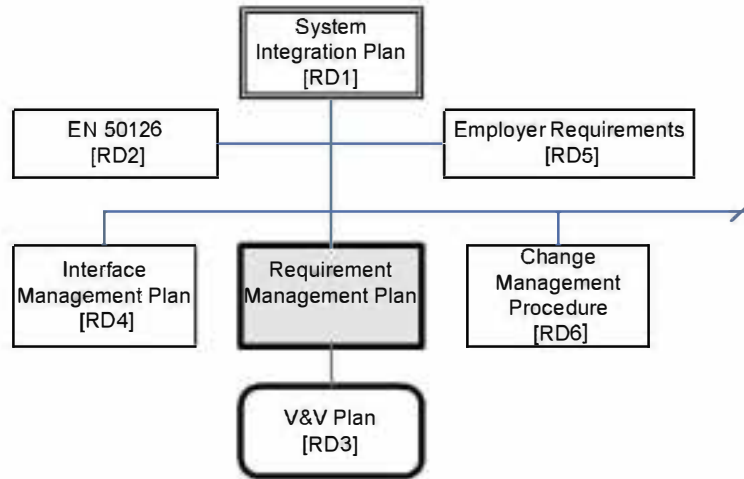 System
Integration Plan
[RD1]
EN 50126
[RD2]
Employer Requirements
[RD5]
Interface
Management Plan
[RD4]
Requirement
Management Plan
Change
Management
Procedure
[RD6]
V&V Plan
[RD3]